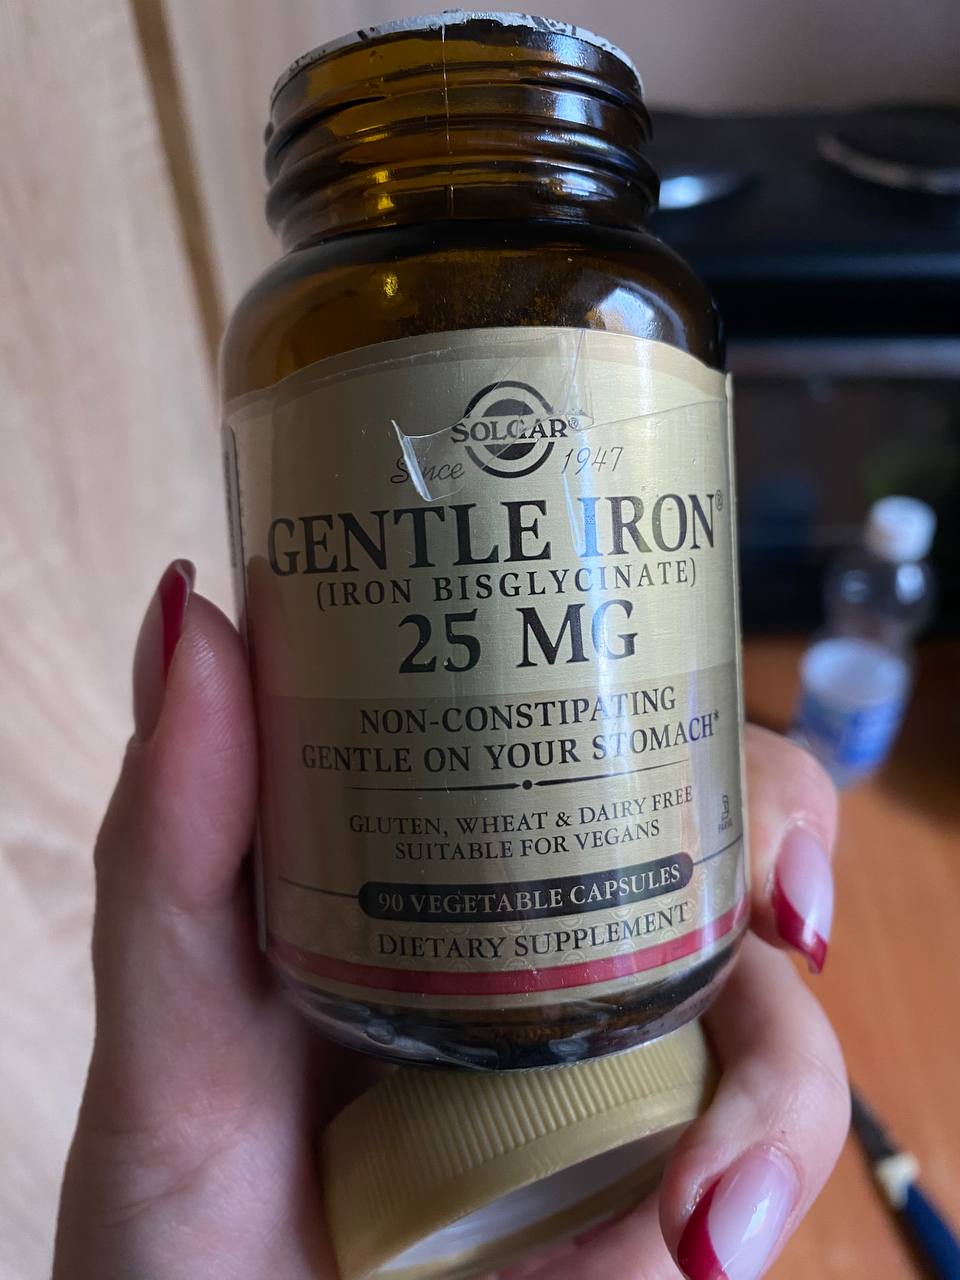 SOLGAR®
Since 1947
GENTLE IRON®
(IRON BISGLYCINATE)
25 MG
NON-CONSTIPATING
GENTLE ON YOUR STOMACH*
GLUTEN, WHEAT & DAIRY FREE
SUITABLE FOR VEGANS
90 VEGETABLE CAPSULES
DIETARY SUPPLEMENT